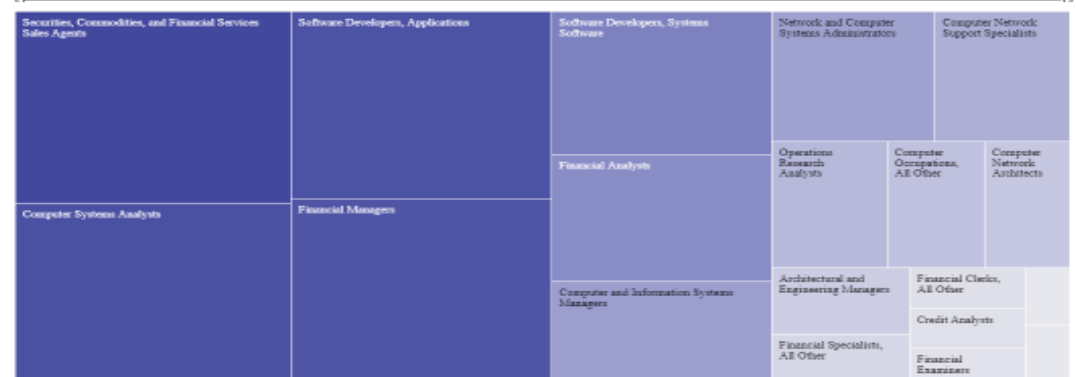 Securities, Commodities, and Financial Services
Sales Agents
Software Developers, Applications
Software Developers, Systems
Software
Network and Computer
Systems Administrators
Computer Network
Support Specialists
Operations
Research
Analysts
Computer
Occupations,
All Other
Computer
Network
Architects
Financial Analysts
Computer Systems Analysts
Financial Managers
Computer and Information Systems
Managers
Architectural and
Engineering Managers
Financial Clerks,
All Other
Credit Analysts
Financial Specialists,
All Other
Financial
Examiners